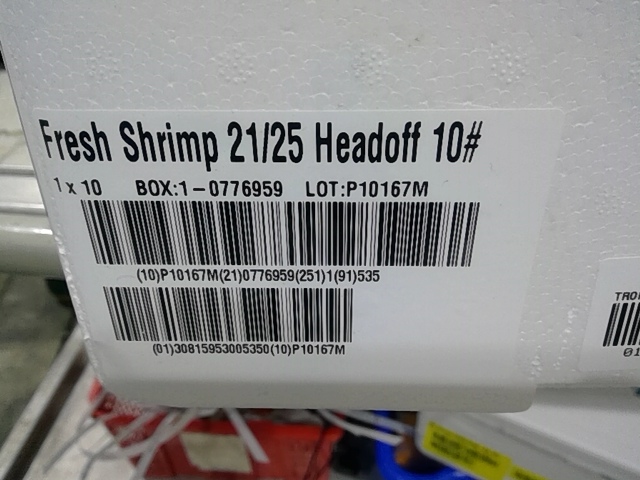 Fresh Shrimp 21/25 Headoff 10#
1 x 10 BOX:1-0776959 LOT:P10167M
(10)P10167M(21)0776959(251)1(91)535
(01)30815953005350(10)P10167M